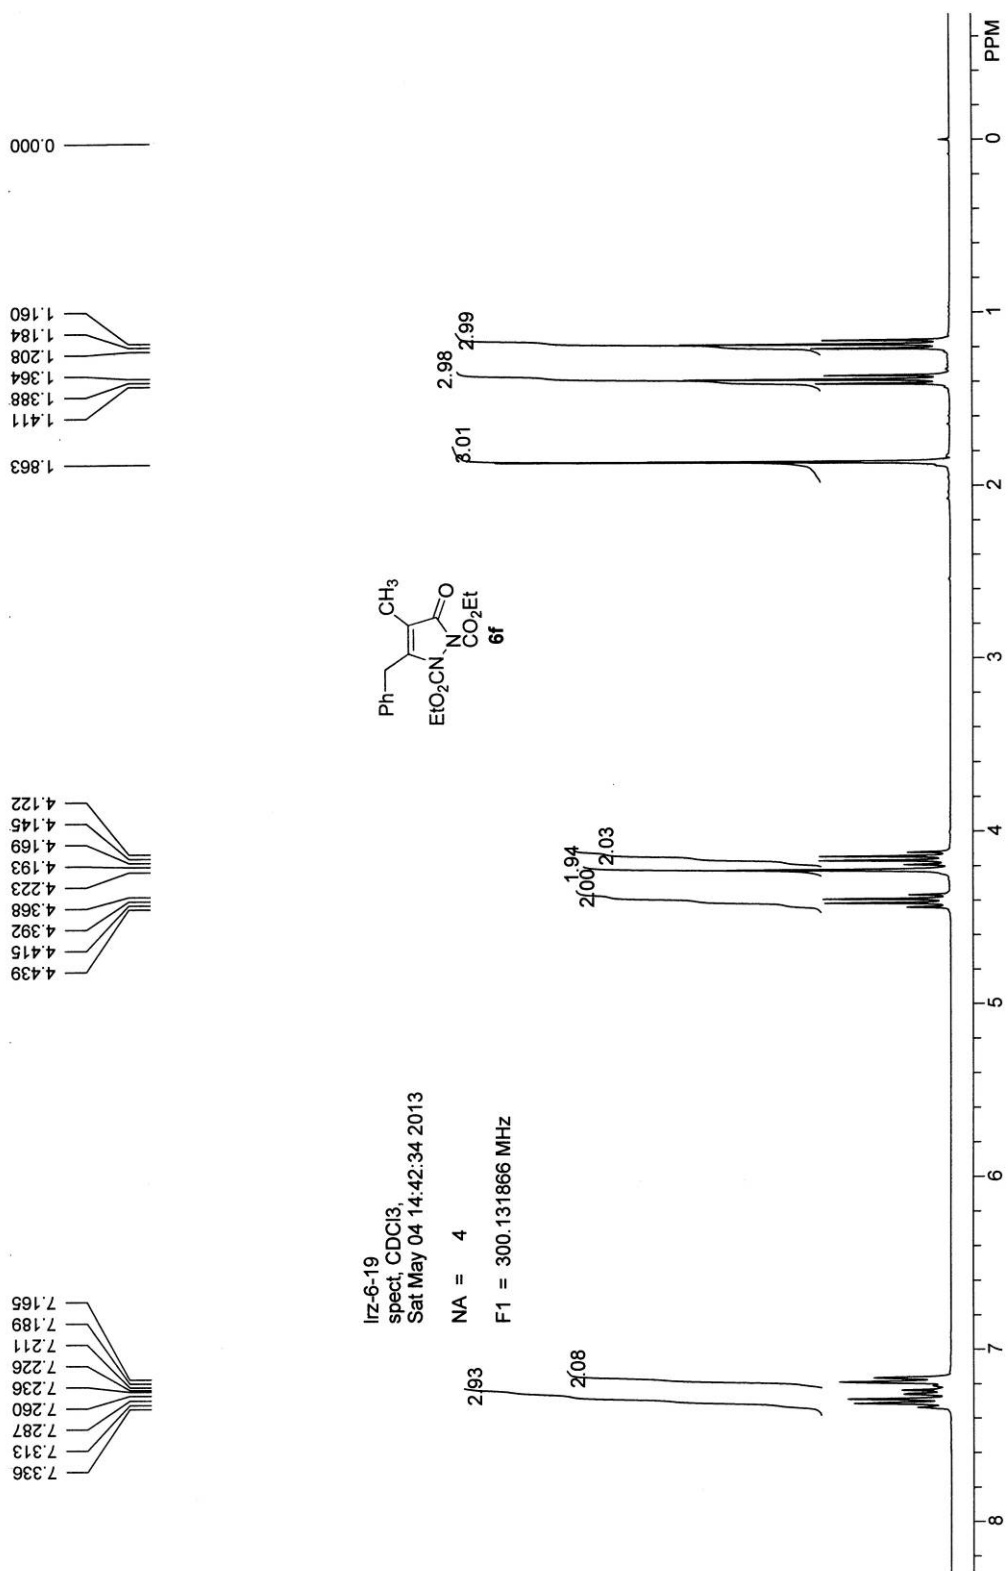 7.336
7.313
7.287
7.260
7.236
7.226
7.211
7.189
7.165
4.439
4.415
4.392
4.368
4.223
4.193
4.169
4.145
4.122
1.863
1.411
1.388
1.364
1.208
1.184
1.160
0.000
lrz-6-19
spect, CDCl3,
Sat May 04 14:42:34 2013
NA = 4
F1 = 300.131866 MHz
Ph
CH₃
O
EtO₂CN
N
CO₂Et
6f
2.93
2.08
2.00
1.94
2.03
3.01
2.98
2.99
8 7 6 5 4 3 2 1 0 PPM